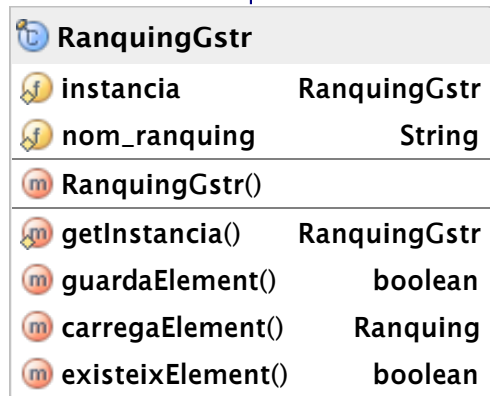 RanquingGstr
instancia RanquingGstr
nom_ranquing String
RanquingGstr()
getInstancia() RanquingGstr
guardaElement() boolean
carregaElement() Ranquing
existeixElement() boolean